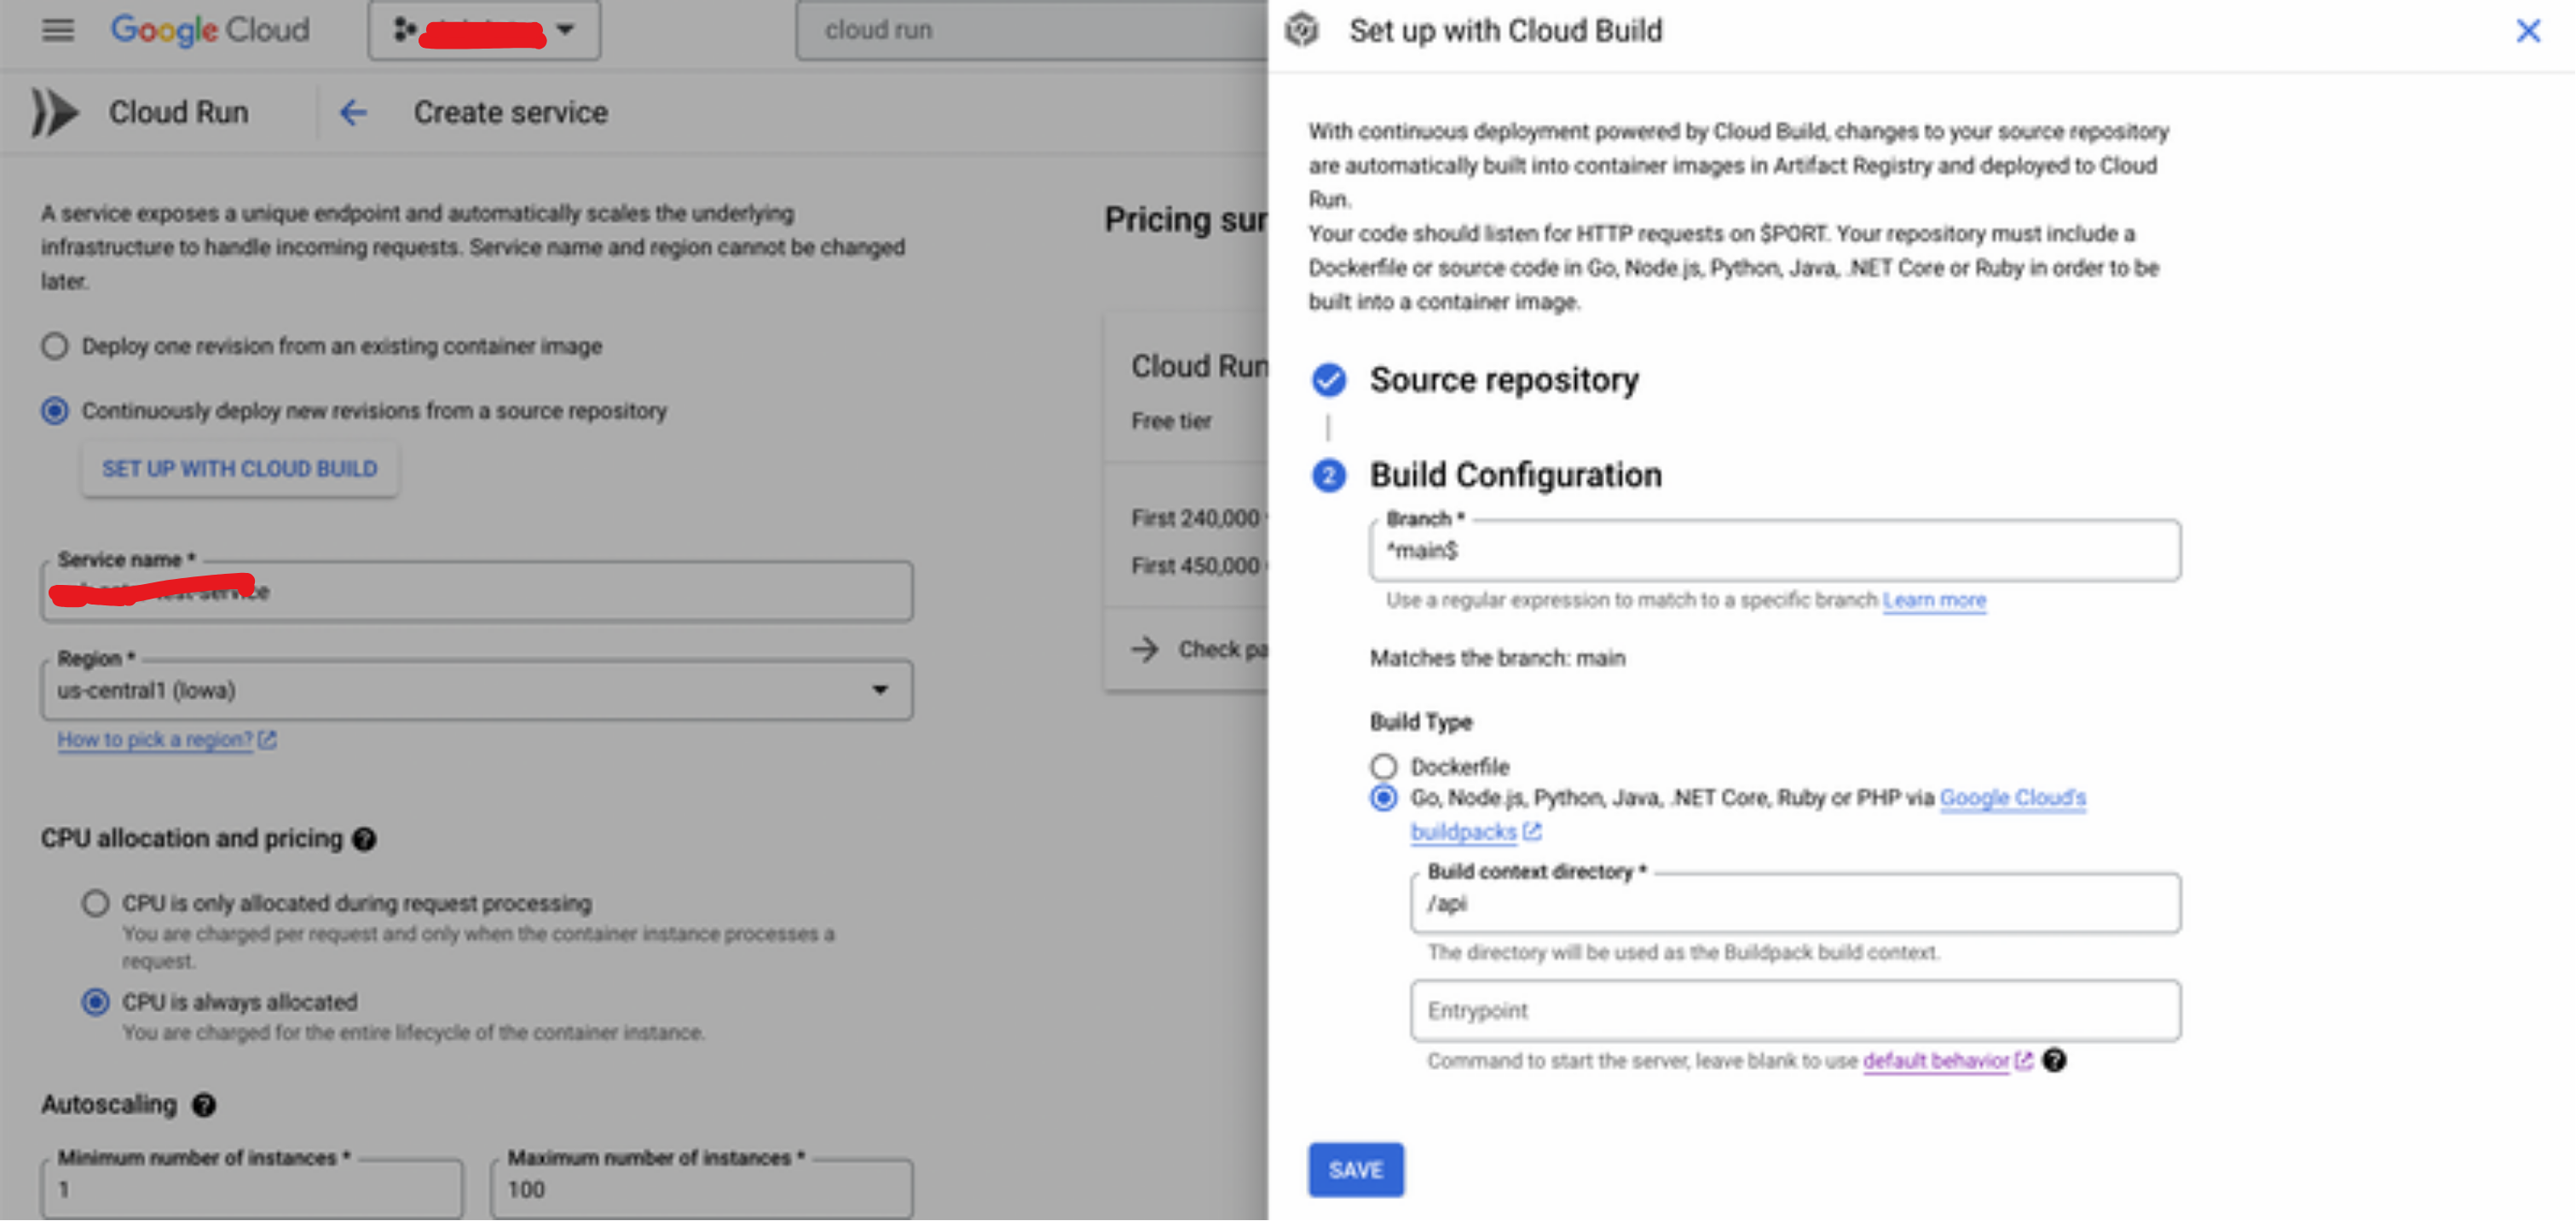 Google Cloud
cloud run
Cloud Run
Create service
A service exposes a unique endpoint and automatically scales the underlying
infrastructure to handle incoming requests. Service name and region cannot be changed
later.
Deploy one revision from an existing container image
Continuously deploy new revisions from a source repository
SET UP WITH CLOUD BUILD
Service name *
Region *
us-central1 (Iowa)
How to pick a region?
CPU allocation and pricing
CPU is only allocated during request processing
You are charged per request and only when the container instance processes a
request.
CPU is always allocated
You are charged for the entire lifecycle of the container instance.
Autoscaling
Minimum number of instances *
1
Maximum number of instances *
100
Pricing sur
Cloud Run
Free tier
First 240,000
First 450,000
Check pa
Set up with Cloud Build
With continuous deployment powered by Cloud Build, changes to your source repository
are automatically built into container images in Artifact Registry and deployed to Cloud
Run.
Your code should listen for HTTP requests on $PORT. Your repository must include a
Dockerfile or source code in Go, Node.js, Python, Java, .NET Core or Ruby in order to be
built into a container image.
Source repository
2 Build Configuration
Branch *
^main$
Use a regular expression to match to a specific branch Learn more
Matches the branch: main
Build Type
Dockerfile
Go, Node.js, Python, Java, .NET Core, Ruby or PHP via Google Cloud's
buildpacks
Build context directory *
/api
The directory will be used as the Buildpack build context.
Entrypoint
Command to start the server, leave blank to use default behavior
SAVE